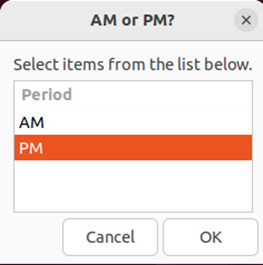 AM or PM?
Select items from the list below.
Period
AM
PM
Cancel OK